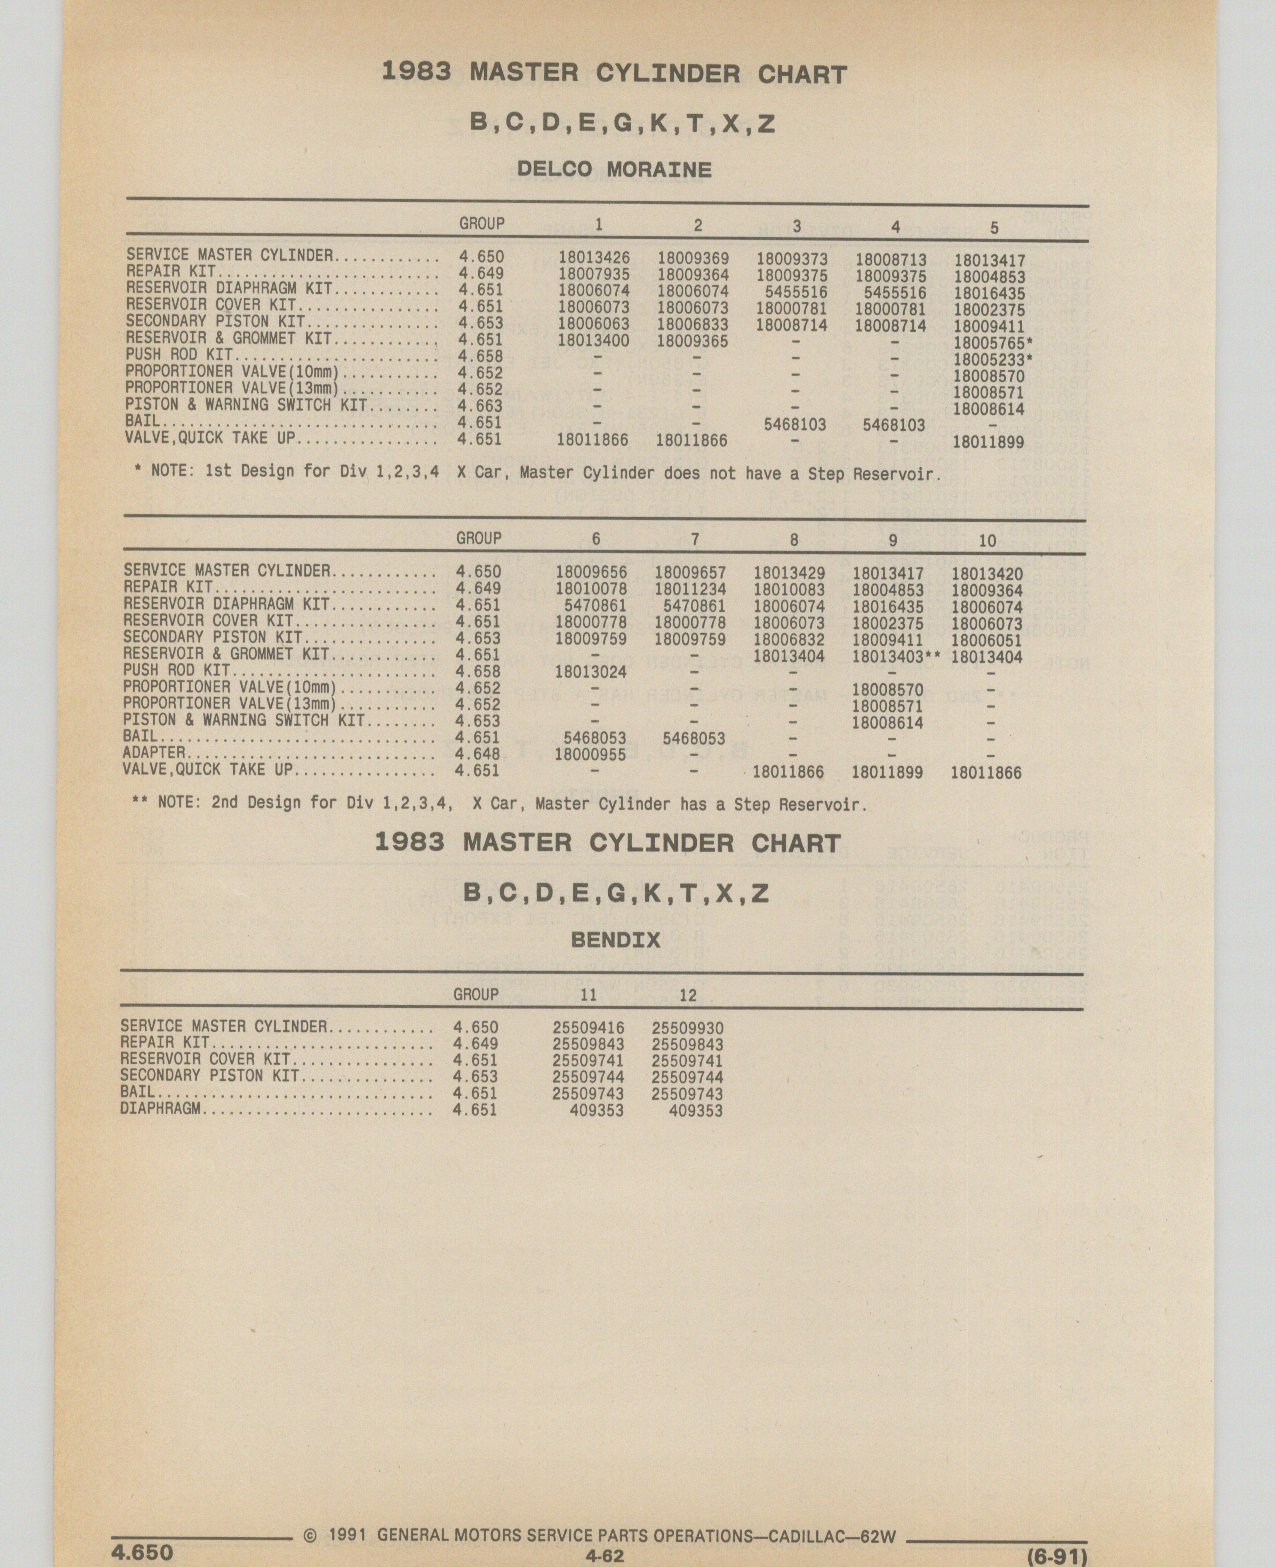 1983 MASTER CYLINDER CHART
B,C,D,E,G,K,T,X,Z
DELCO MORAINE
GROUP 1 2 3 4 5
SERVICE MASTER CYLINDER............ 4.650 18013426 18009369 18009373 18008713 18013417
REPAIR KIT......................... 4.649 18007935 18009364 18009375 18009375 18004853
RESERVOIR DIAPHRAGM KIT............ 4.651 18006074 18006074 5455516 5455516 18016435
RESERVOIR COVER KIT................ 4.651 18006073 18006073 18000781 18000781 18002375
SECONDARY PISTON KIT............... 4.653 18006063 18006833 18008714 18008714 18009411
RESERVOIR & GROMMET KIT............ 4.651 18013400 18009365 – – 18005765*
PUSH ROD KIT....................... 4.658 – – – – 18005233*
PROPORTIONER VALVE(10mm)........... 4.652 – – – – 18008570
PROPORTIONER VALVE(13mm)........... 4.652 – – – – 18008571
PISTON & WARNING SWITCH KIT........ 4.663 – – – – 18008614
BAIL............................... 4.651 – – 5468103 5468103 –
VALVE,QUICK TAKE UP................ 4.651 18011866 18011866 – – 18011899
* NOTE: 1st Design for Div 1,2,3,4 X Car, Master Cylinder does not have a Step Reservoir.
GROUP 6 7 8 9 10
SERVICE MASTER CYLINDER............ 4.650 18009656 18009657 18013429 18013417 18013420
REPAIR KIT......................... 4.649 18010078 18011234 18010083 18004853 18009364
RESERVOIR DIAPHRAGM KIT............ 4.651 5470861 5470861 18006074 18016435 18006074
RESERVOIR COVER KIT................ 4.651 18000778 18000778 18006073 18002375 18006073
SECONDARY PISTON KIT............... 4.653 18009759 18009759 18006832 18009411 18006051
RESERVOIR & GROMMET KIT............ 4.651 – – 18013404 18013403** 18013404
PUSH ROD KIT....................... 4.658 18013024 – – – –
PROPORTIONER VALVE(10mm)........... 4.652 – – – 18008570 –
PROPORTIONER VALVE(13mm)........... 4.652 – – – 18008571 –
PISTON & WARNING SWITCH KIT........ 4.653 – – – 18008614 –
BAIL............................... 4.651 5468053 5468053 – – –
ADAPTER............................ 4.648 18000955 – – – –
VALVE,QUICK TAKE UP................ 4.651 – – 18011866 18011899 18011866
** NOTE: 2nd Design for Div 1,2,3,4, X Car, Master Cylinder has a Step Reservoir.
1983 MASTER CYLINDER CHART
B,C,D,E,G,K,T,X,Z
BENDIX
GROUP 11 12
SERVICE MASTER CYLINDER............ 4.650 25509416 25509930
REPAIR KIT......................... 4.649 25509843 25509843
RESERVOIR COVER KIT................ 4.651 25509741 25509741
SECONDARY PISTON KIT............... 4.653 25509744 25509744
BAIL............................... 4.651 25509743 25509743
DIAPHRAGM.......................... 4.651 409353 409353
© 1991 GENERAL MOTORS SERVICE PARTS OPERATIONS—CADILLAC—62W
4.650 4-62 (6-91)